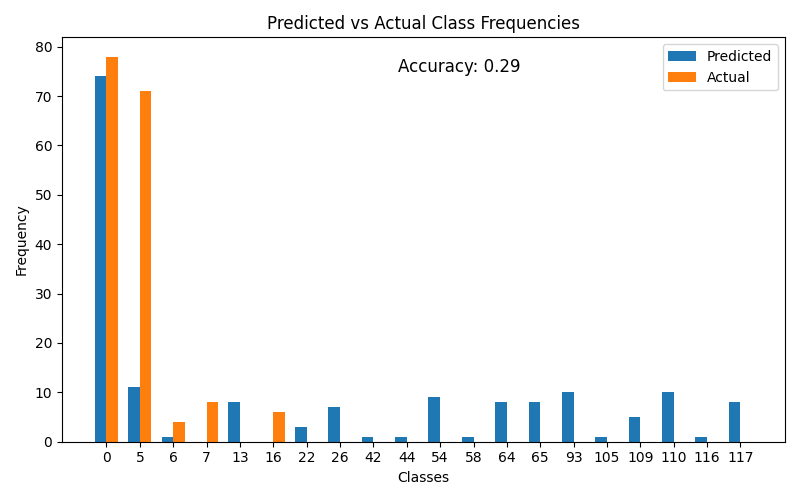 Predicted vs Actual Class Frequencies
Accuracy: 0.29
Predicted
Actual
Frequency
80
70
60
50
40
30
20
10
0
0 5 6 7 13 16 22 26 42 44 54 58 64 65 93 105 109 110 116 117
Classes